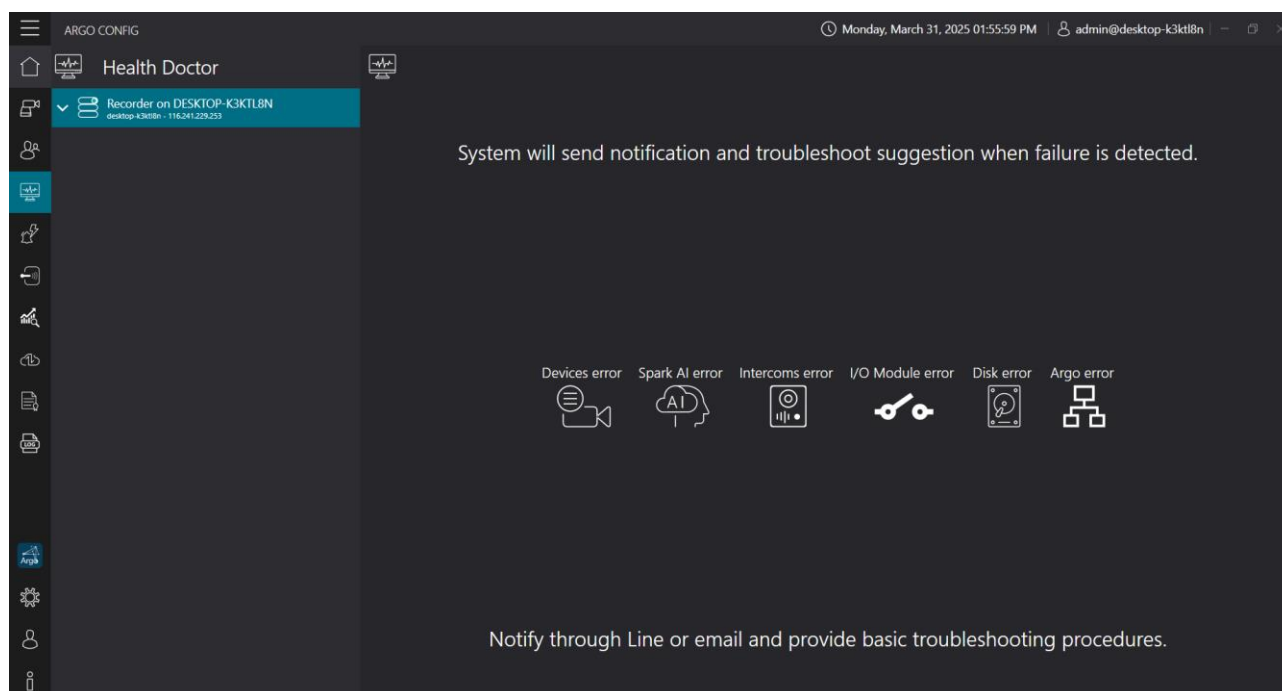 ARGO CONFIG
Monday, March 31, 2025 01:55:59 PM
admin@desktop-k3ktl8n
Health Doctor
Recorder on DESKTOP-K3KTL8N
desktop-k3ktl8n - 116.241.229.253
System will send notification and troubleshoot suggestion when failure is detected.
Devices error Spark AI error Intercoms error I/O Module error Disk error Argo error
AI
LOG
Argo
Notify through Line or email and provide basic troubleshooting procedures.